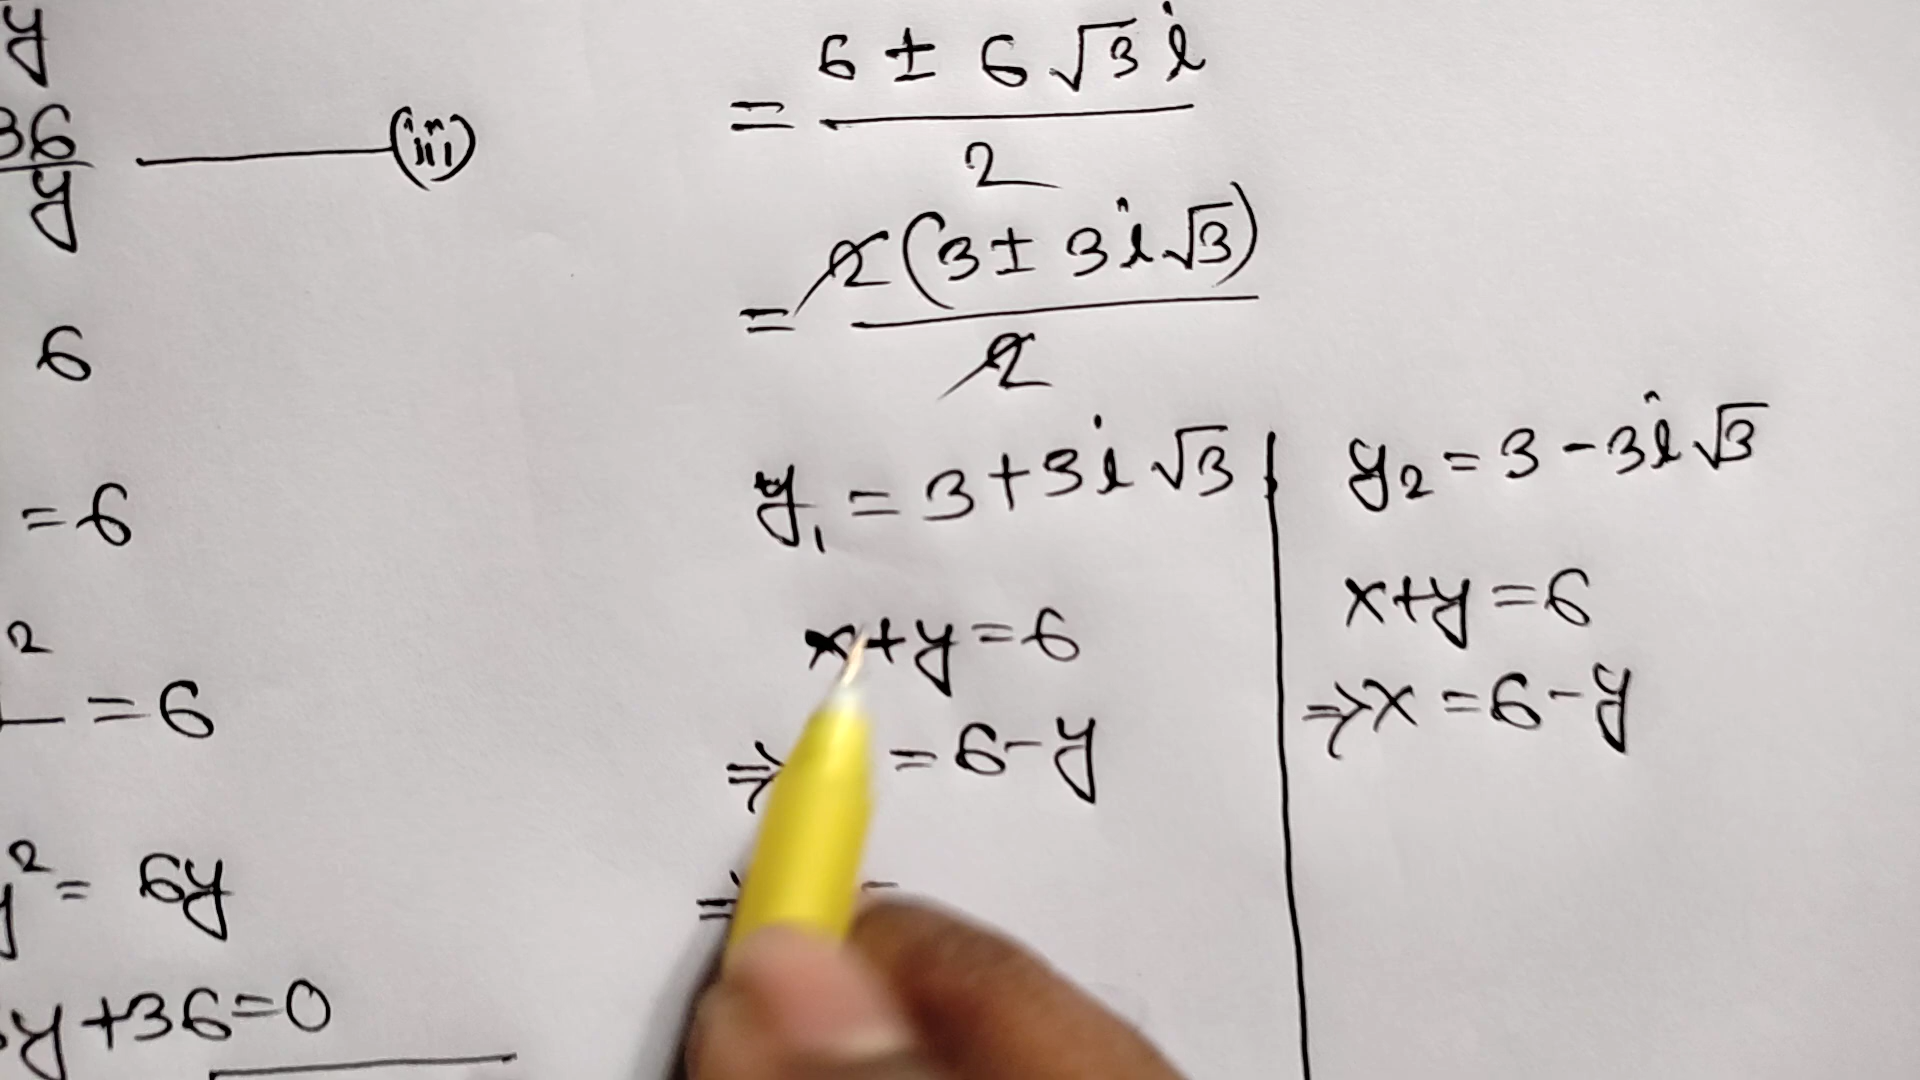 y
36
y
(iii)
6
= 6
2
= 6
y² = 6y
y + 36 = 0
= 6 ± 6√3 i
2
= 2(3 ± 3i√3)
2
y₁ = 3 + 3i√3
x + y = 6
⇒ = 6 - y
⇒
y₂ = 3 - 3i√3
x + y = 6
⇒ x = 6 - y